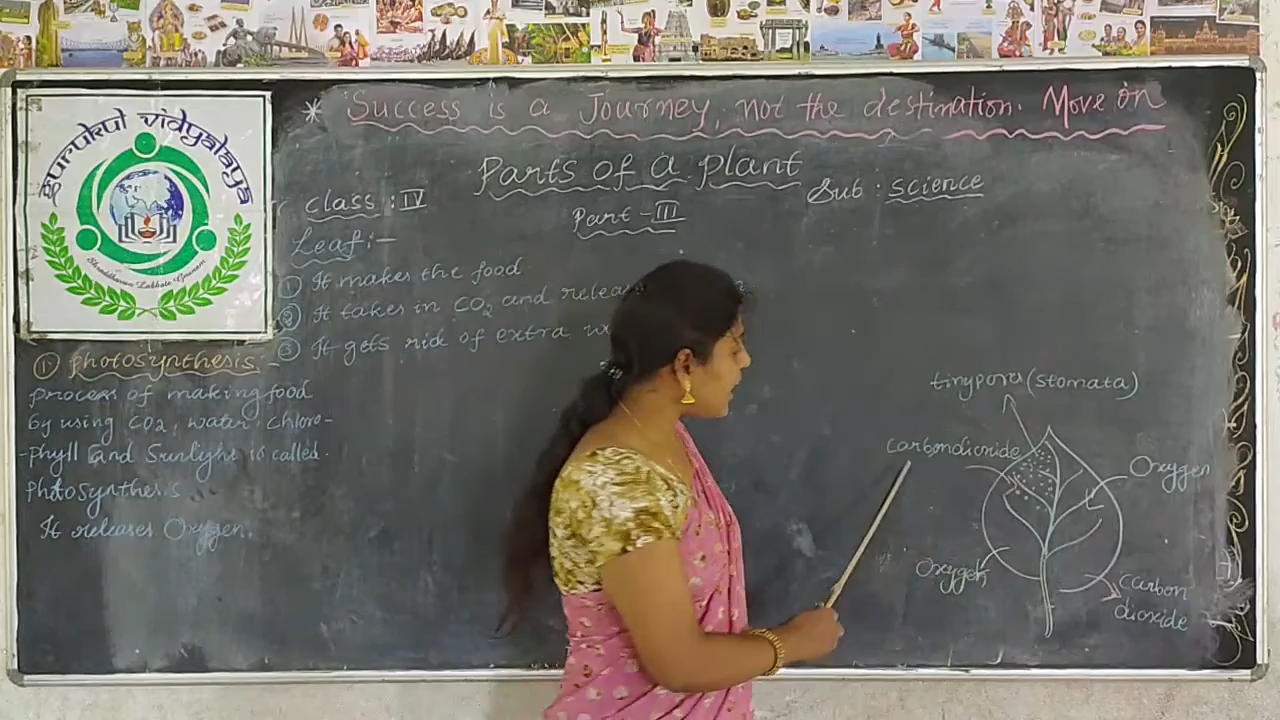 * Success is a Journey, not the destination. Move on
Gurukul Vidyalaya
Parts of a plant
Class : IV
Sub : Science
Part - III
Leaf :-
① It makes the food.
② It takes in CO2 and
③ It gets rid of extra
Photosynthesis :-
process of making food
by using CO2, water, Chloro-
-phyll and Sunlight is called
Photosynthesis
It releases Oxygen.
tiny pores (stomata)
carbondioxide
Oxygen
Oxygen
carbon
dioxide